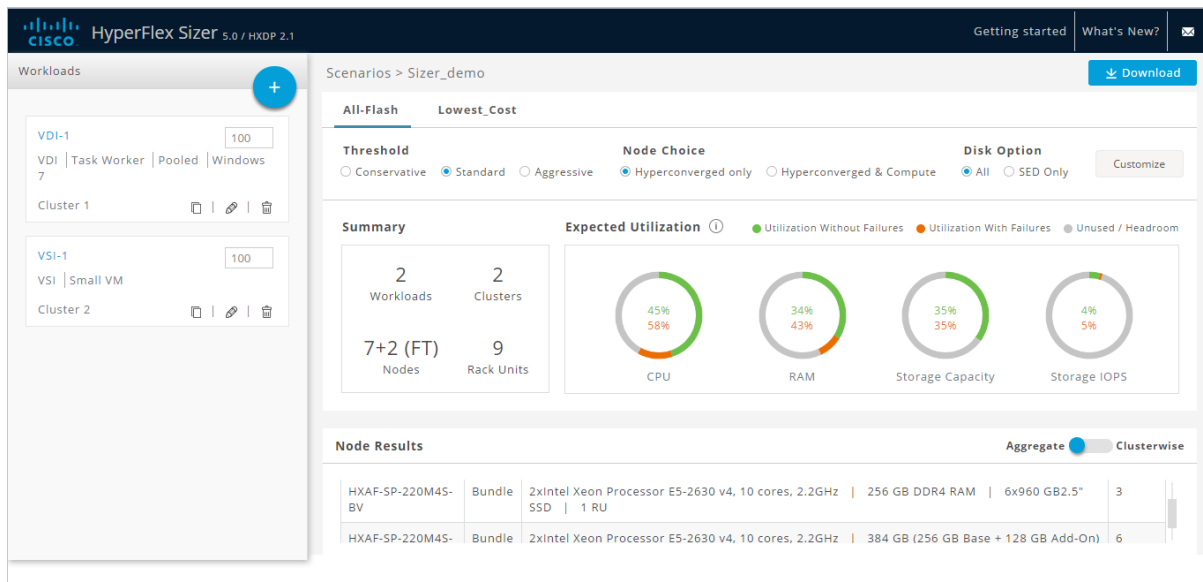 CISCO HyperFlex Sizer 5.0 / HXDP 2.1
Getting started
What's New?
Workloads
+
VDI-1
100
VDI | Task Worker | Pooled | Windows
7
Cluster 1
VSI-1
100
VSI | Small VM
Cluster 2
Scenarios > Sizer_demo
Download
All-Flash
Lowest_Cost
Threshold
Conservative
Standard
Aggressive
Node Choice
Hyperconverged only
Hyperconverged & Compute
Disk Option
All
SED Only
Customize
Summary
2
Workloads
2
Clusters
7+2 (FT)
Nodes
9
Rack Units
Expected Utilization
Utilization Without Failures
Utilization With Failures
Unused / Headroom
45%
58%
CPU
34%
43%
RAM
35%
35%
Storage Capacity
4%
5%
Storage IOPS
Node Results
Aggregate
Clusterwise
HXAF-SP-220M4S-
BV
Bundle
2xIntel Xeon Processor E5-2630 v4, 10 cores, 2.2GHz | 256 GB DDR4 RAM | 6x960 GB2.5"
SSD | 1 RU
3
HXAF-SP-220M4S-
Bundle
2xIntel Xeon Processor E5-2630 v4, 10 cores, 2.2GHz | 384 GB (256 GB Base + 128 GB Add-On)
6